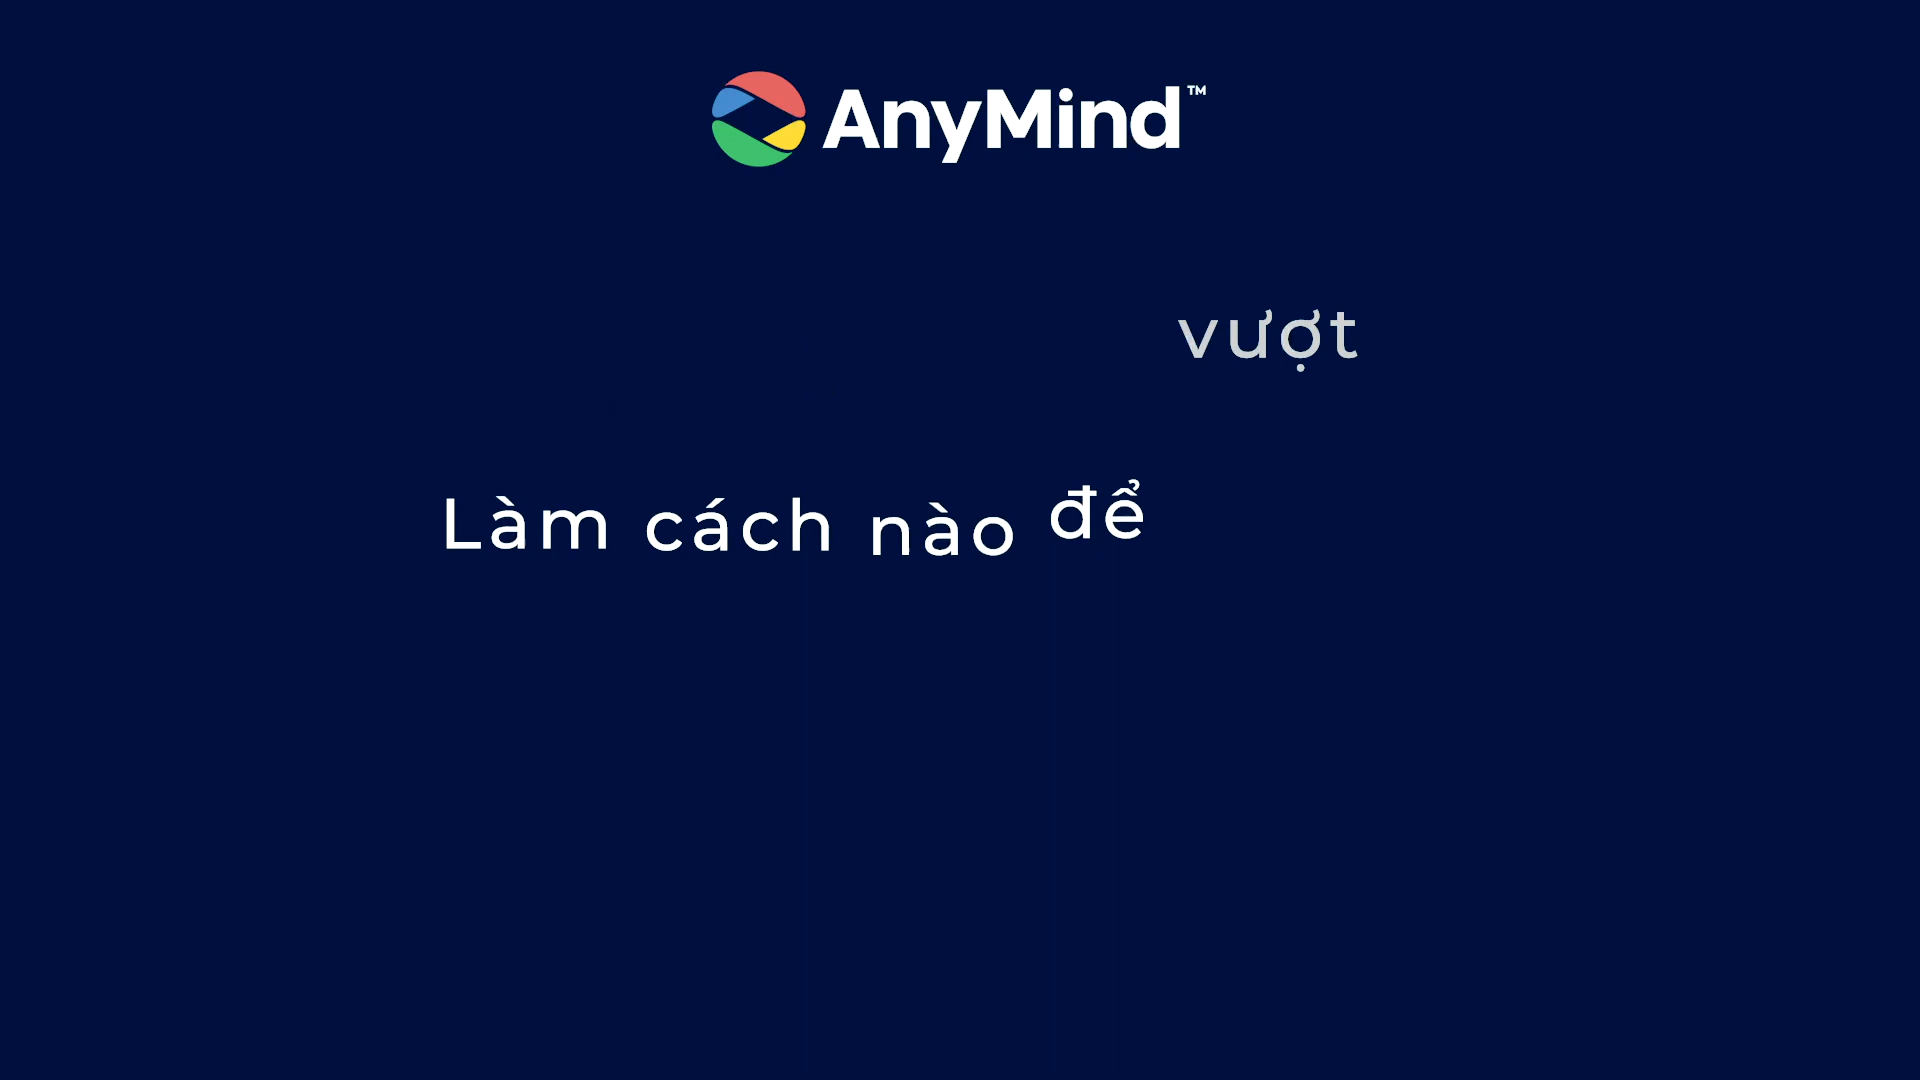 AnyMind™
vượt
Làm cách nào để